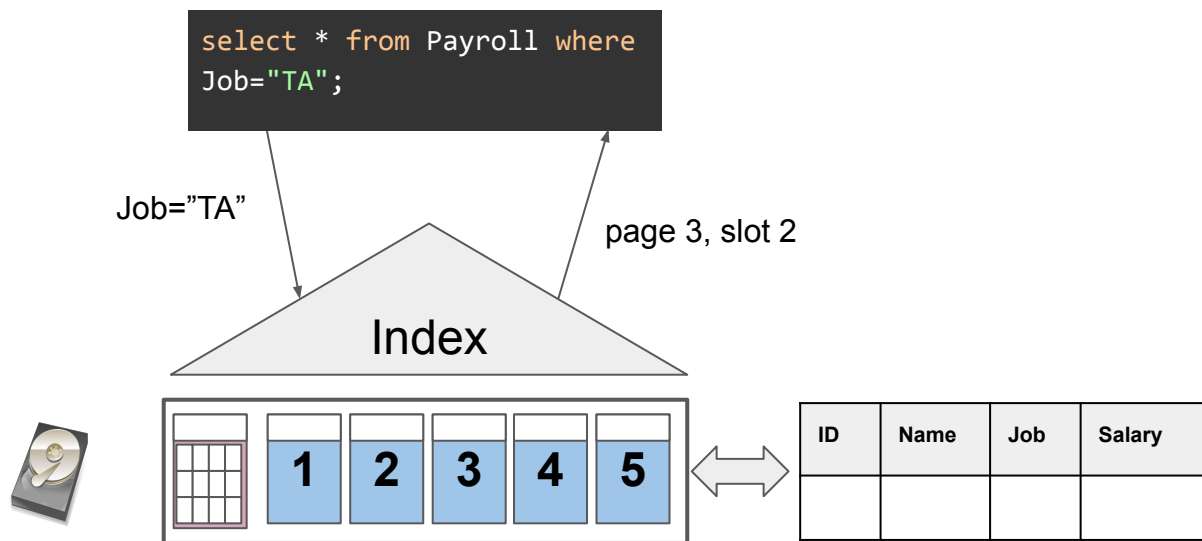 select * from Payroll where
Job="TA";
Job=”TA”
page 3, slot 2
Index
1 2 3 4 5
ID Name Job Salary